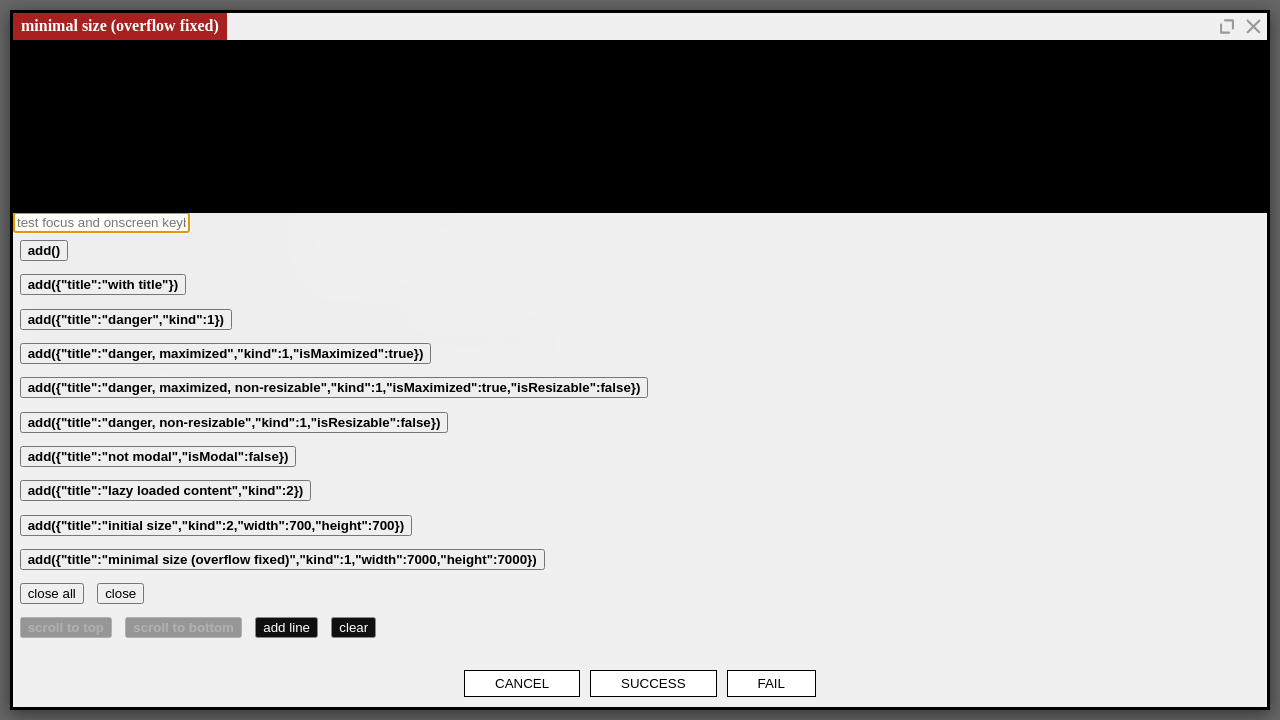 minimal size (overflow fixed)
test focus and onscreen keyb
add()
add({"title":"with title"})
add({"title":"danger","kind":1})
add({"title":"danger, maximized","kind":1,"isMaximized":true})
add({"title":"danger, maximized, non-resizable","kind":1,"isMaximized":true,"isResizable":false})
add({"title":"danger, non-resizable","kind":1,"isResizable":false})
add({"title":"not modal","isModal":false})
add({"title":"lazy loaded content","kind":2})
add({"title":"initial size","kind":2,"width":700,"height":700})
add({"title":"minimal size (overflow fixed)","kind":1,"width":7000,"height":7000})
close all close
scroll to top scroll to bottom add line clear
CANCEL SUCCESS FAIL